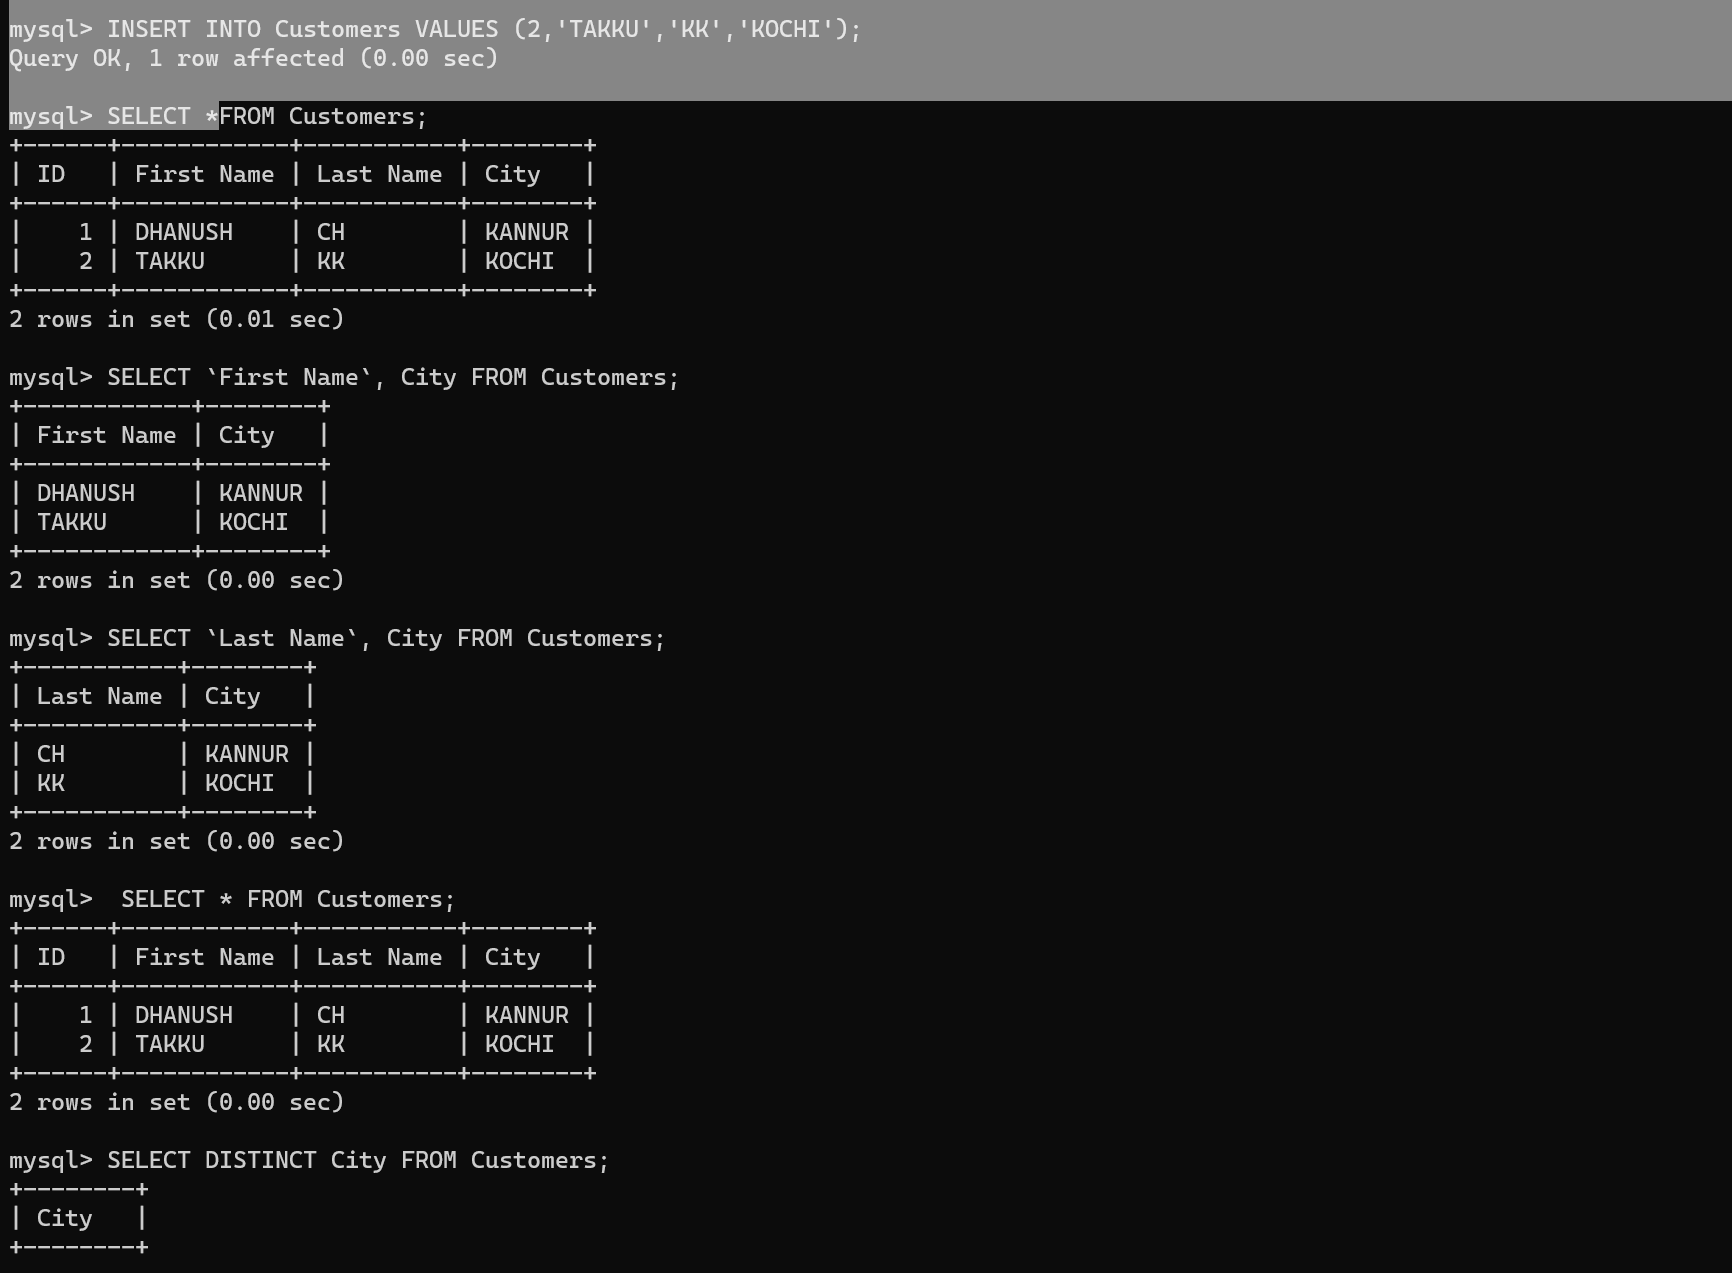 mysql> INSERT INTO Customers VALUES (2,'TAKKU','KK','KOCHI');
Query OK, 1 row affected (0.00 sec)

mysql> SELECT *FROM Customers;
+------+------------+-----------+--------+
| ID   | First Name | Last Name | City   |
+------+------------+-----------+--------+
|    1 | DHANUSH    | CH        | KANNUR |
|    2 | TAKKU      | KK        | KOCHI  |
+------+------------+-----------+--------+
2 rows in set (0.01 sec)

mysql> SELECT `First Name`, City FROM Customers;
+------------+--------+
| First Name | City   |
+------------+--------+
| DHANUSH    | KANNUR |
| TAKKU      | KOCHI  |
+------------+--------+
2 rows in set (0.00 sec)

mysql> SELECT `Last Name`, City FROM Customers;
+-----------+--------+
| Last Name | City   |
+-----------+--------+
| CH        | KANNUR |
| KK        | KOCHI  |
+-----------+--------+
2 rows in set (0.00 sec)

mysql>  SELECT * FROM Customers;
+------+------------+-----------+--------+
| ID   | First Name | Last Name | City   |
+------+------------+-----------+--------+
|    1 | DHANUSH    | CH        | KANNUR |
|    2 | TAKKU      | KK        | KOCHI  |
+------+------------+-----------+--------+
2 rows in set (0.00 sec)

mysql> SELECT DISTINCT City FROM Customers;
+--------+
| City   |
+--------+